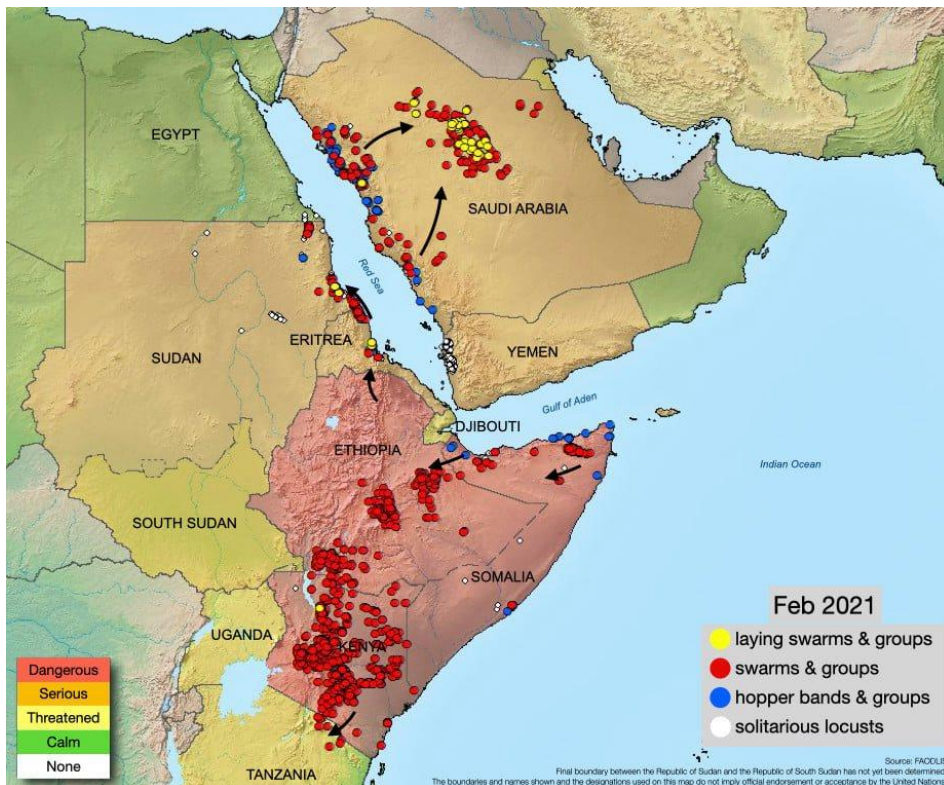 EGYPT
SAUDI ARABIA
Red Sea
ERITREA
SUDAN
YEMEN
Gulf of Aden
DJIBOUTI
ETHIOPIA
Indian Ocean
SOUTH SUDAN
SOMALIA
Feb 2021
laying swarms & groups
swarms & groups
hopper bands & groups
solitarious locusts
UGANDA
KENYA
Dangerous
Serious
Threatened
Calm
None
TANZANIA
Source: FAODLIS
Final boundary between the Republic of Sudan and the Republic of South Sudan has not yet been determined
The boundaries and names shown and the designations used on this map do not imply official endorsement or acceptance by the United Nations